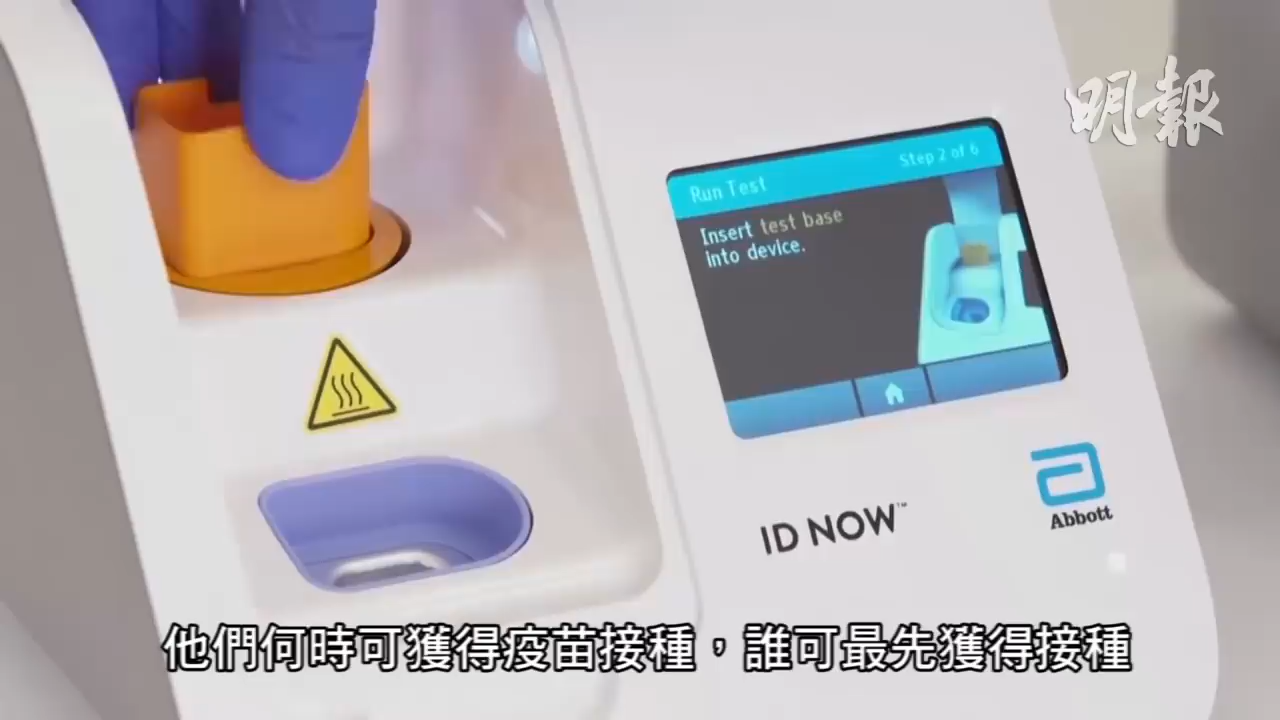 明報
Step 2 of 6
Run Test
Insert test base
into device.
ID NOW™
Abbott
他們何時可獲得疫苗接種，誰可最先獲得接種